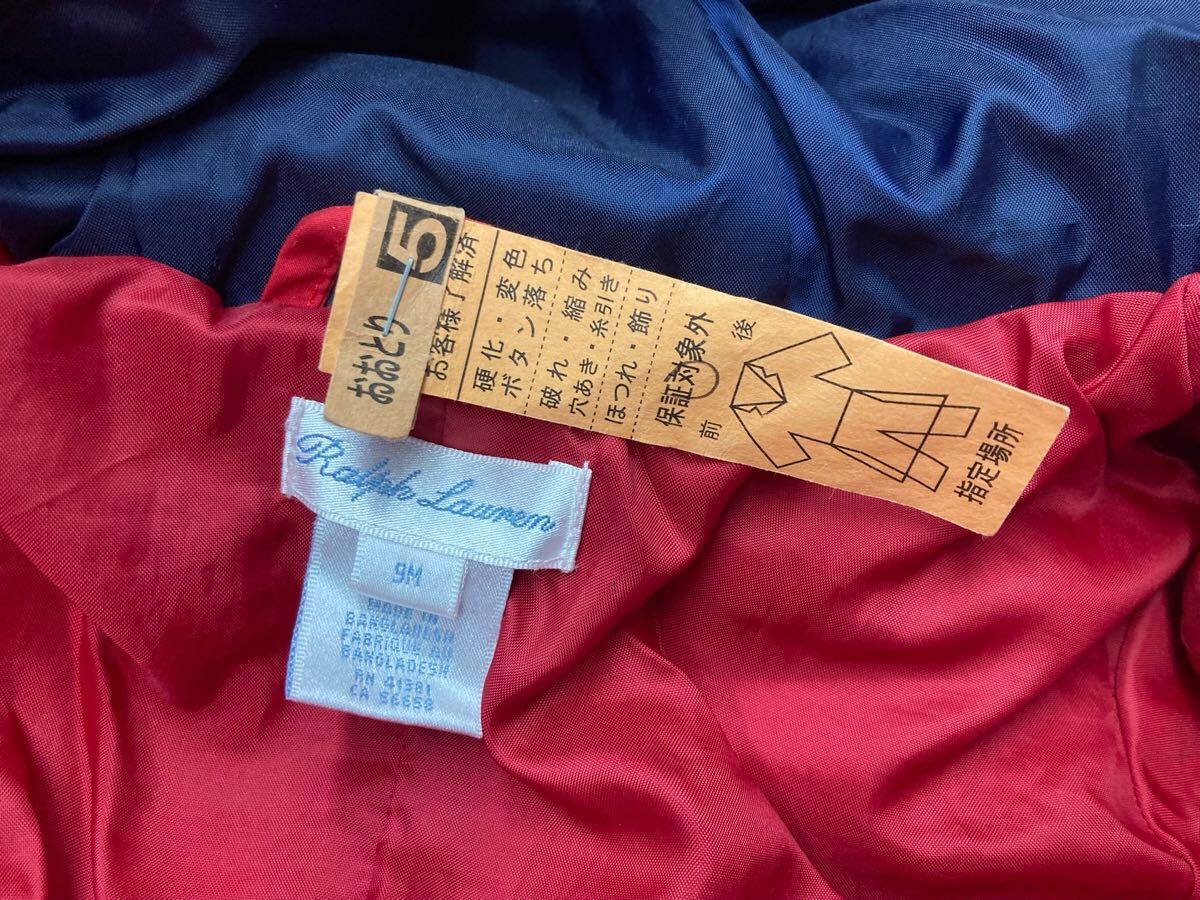 5
おおとり
お客様了解済
硬化・変色
ボタン落ち
破れ・縮み
穴あき・糸引き
ほつれ・飾り
保証対象外
後
前
指定場所
Ralph Lauren
9M
MADE IN
BANGLADESH
FABRIQUE AU
BANGLADESH
RN 41381
CA 56658